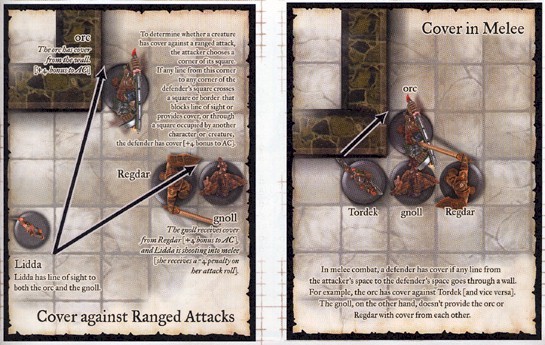 orc
The orc has cover
from the wall.
[+4 bonus to AC]
To determine whether a creature
has cover against a ranged attack,
the attacker chooses a
corner of its square.
If any line from this corner
to any corner of the
defender's square crosses
a square or border that
blocks line of sight or
provides cover, or through
a square occupied by another
character or creature,
the defender has cover [+4 bonus to AC].
Regdar
gnoll
The gnoll receives cover
from Regdar [+4 bonus to AC],
and Lidda is shooting into melee
[she receives a -4 penalty on
her attack roll].
Lidda
Lidda has line of sight to
both the orc and the gnoll.
Cover against Ranged Attacks
Cover in Melee
orc
Tordek
gnoll
Regdar
In melee combat, a defender has cover if any line from
the attacker's space to the defender's space goes through a wall.
For example, the orc has cover against Tordek [and vice versa].
The gnoll, on the other hand, doesn't provide the orc or
Regdar with cover from each other.